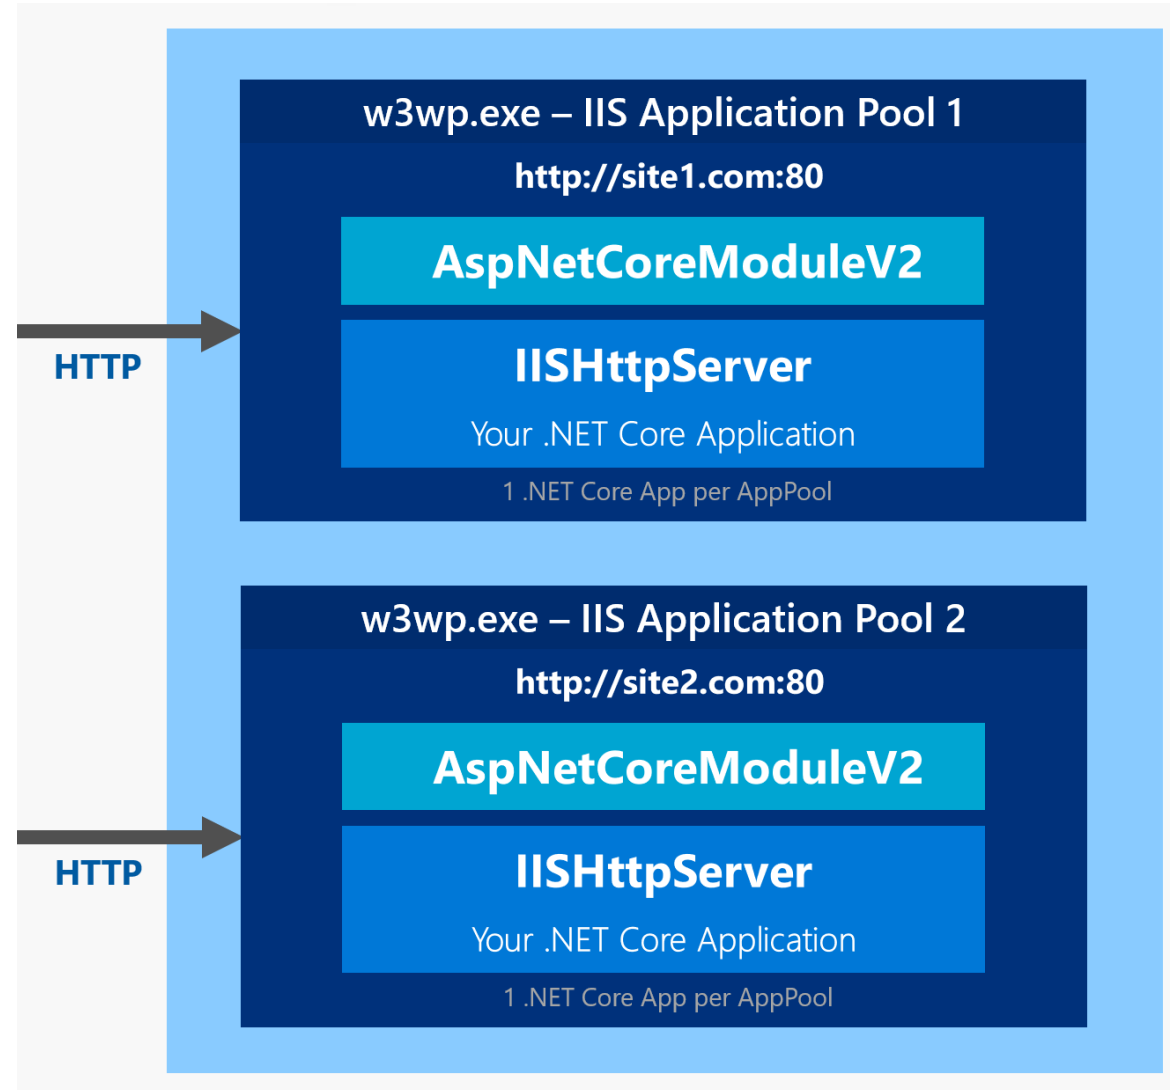 w3wp.exe – IIS Application Pool 1
http://site1.com:80
AspNetCoreModuleV2
HTTP
IISHttpServer
Your .NET Core Application
1 .NET Core App per AppPool
w3wp.exe – IIS Application Pool 2
http://site2.com:80
AspNetCoreModuleV2
HTTP
IISHttpServer
Your .NET Core Application
1 .NET Core App per AppPool